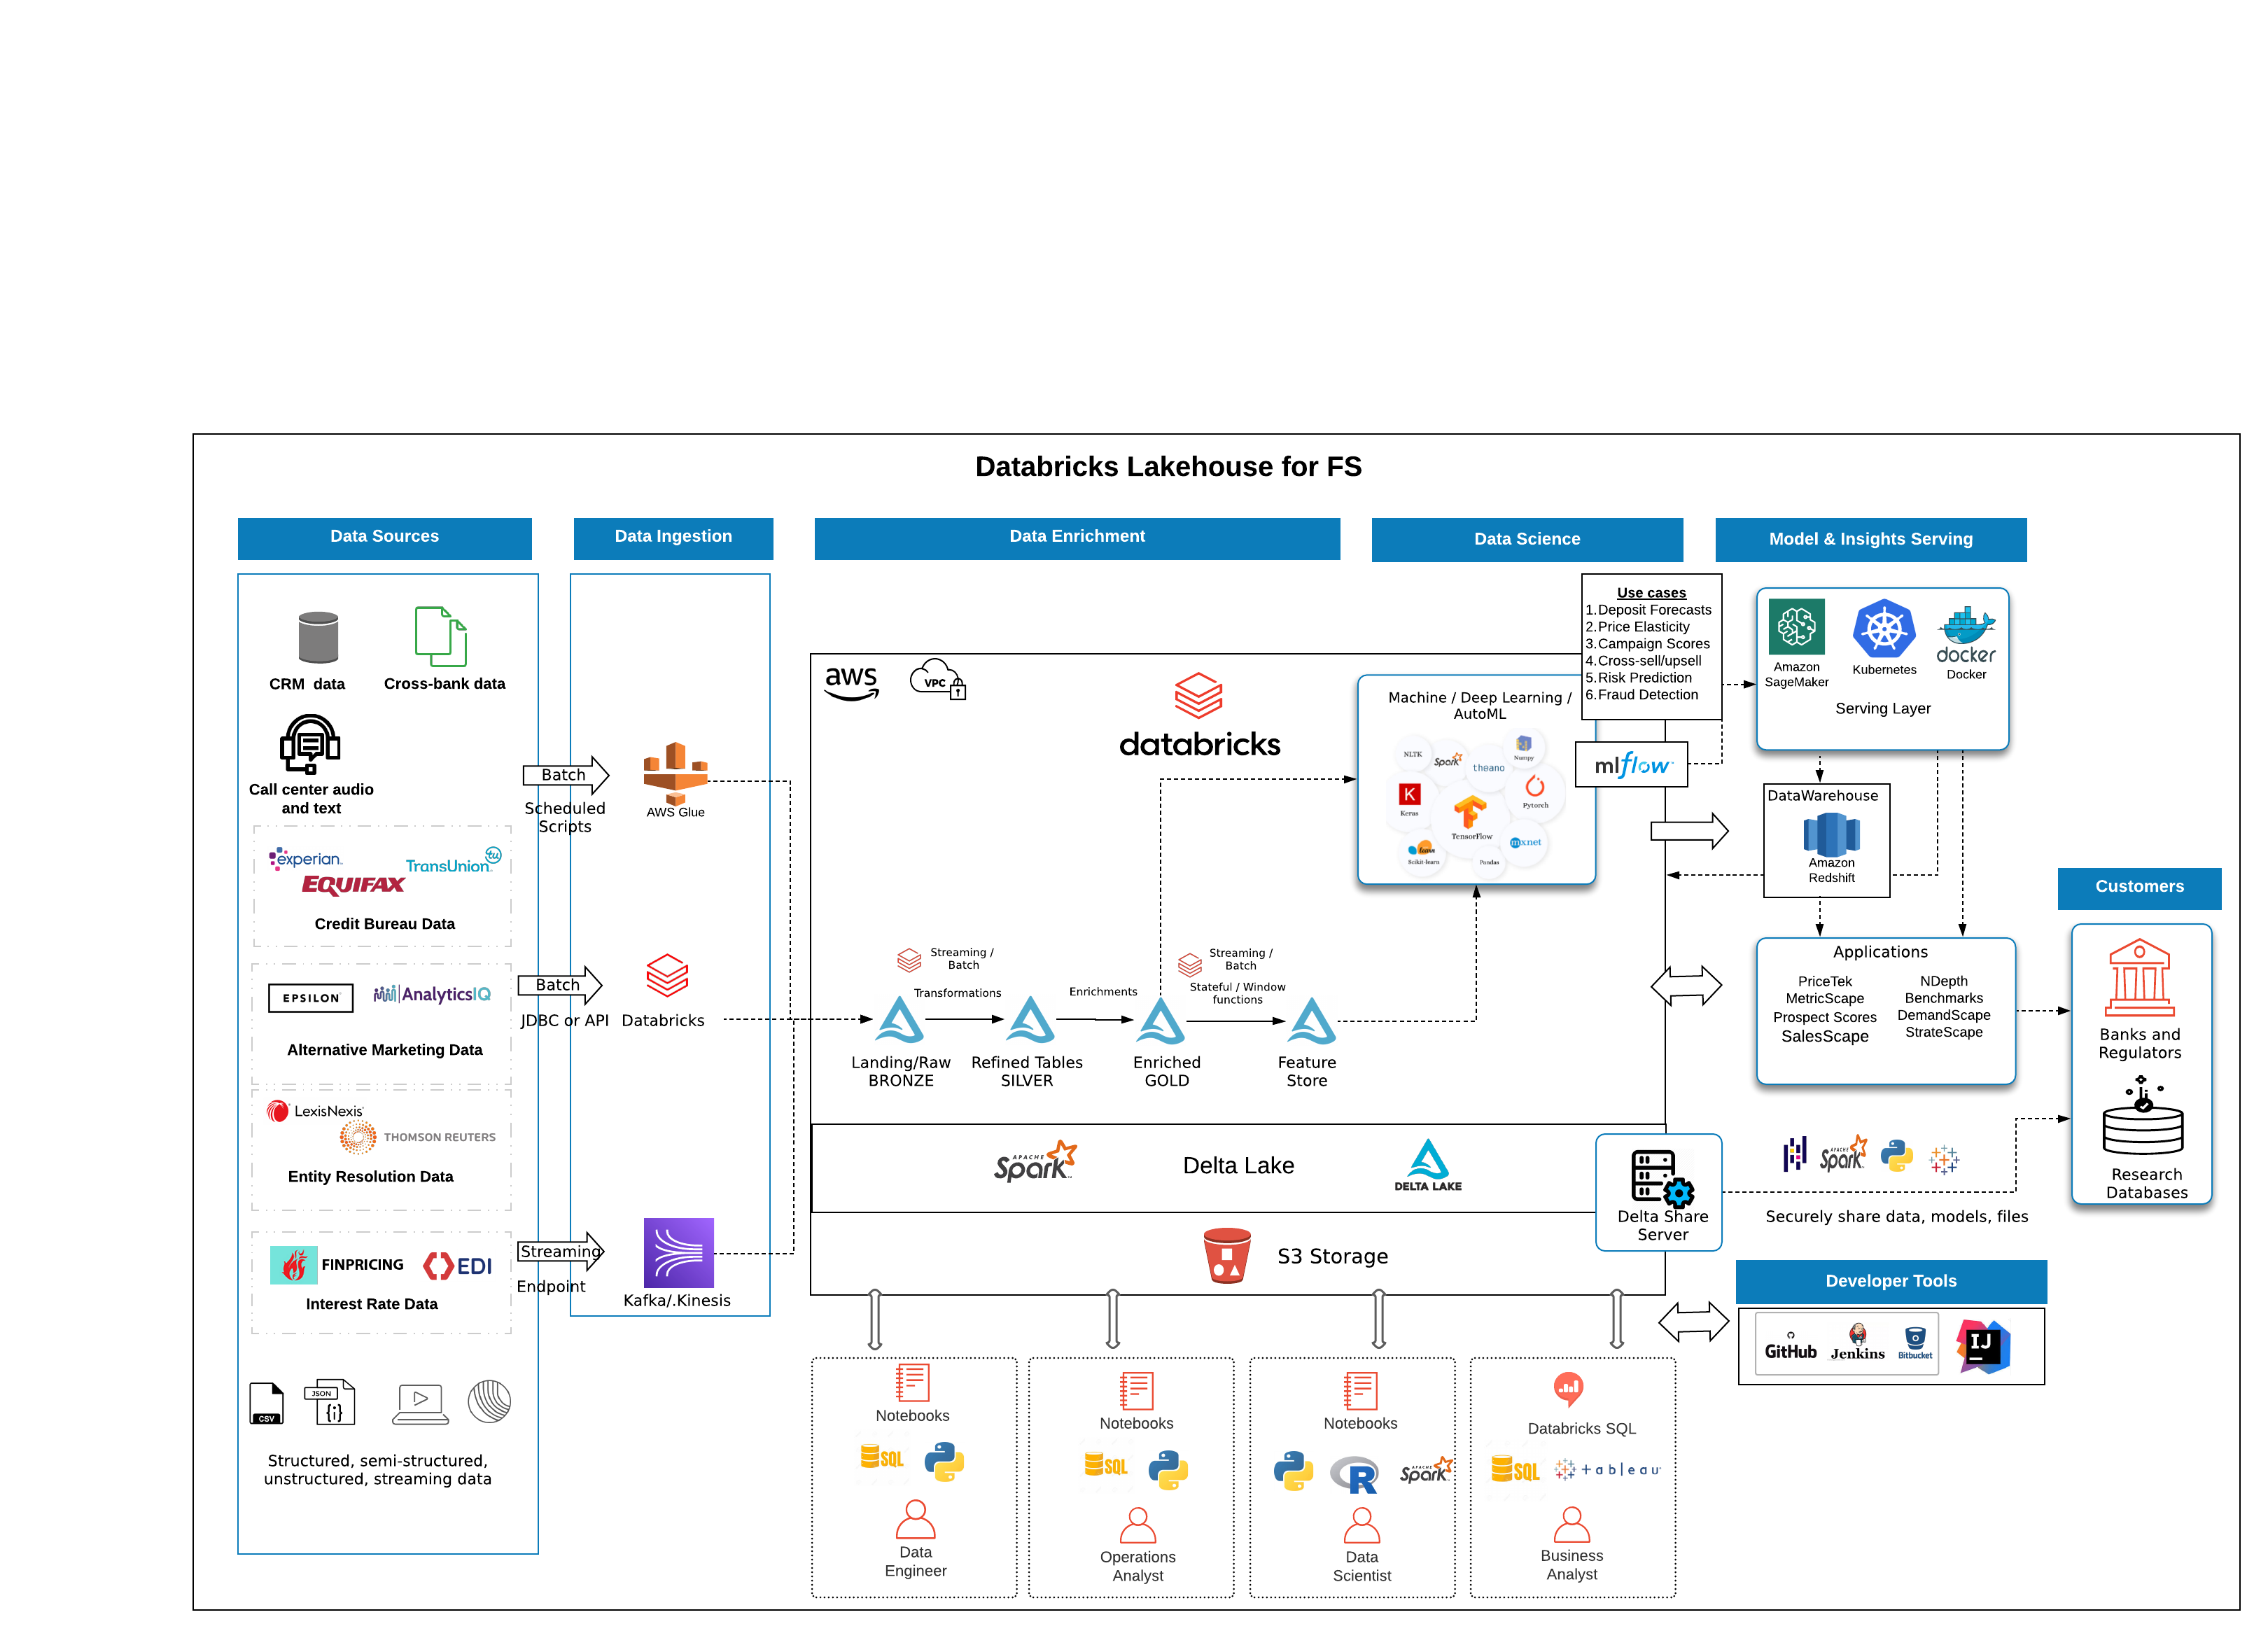 Databricks Lakehouse for FS
Data Sources
Data Ingestion
Data Enrichment
Data Science
Model & Insights Serving
CRM data
Cross-bank data
Call center audio
and text
experian.
TransUnion
tu
EQUIFAX
Credit Bureau Data
EPSILON
AnalyticsIQ
Alternative Marketing Data
LexisNexis
THOMSON REUTERS
Entity Resolution Data
FINPRICING
EDI
Interest Rate Data
CSV
JSON
{i}
Structured, semi-structured,
unstructured, streaming data
Batch
Scheduled
Scripts
Batch
JDBC or API
Streaming
Endpoint
AWS Glue
Databricks
Kafka/.Kinesis
aws
VPC
databricks
Streaming /
Batch
Transformations
Enrichments
Streaming /
Batch
Stateful / Window
functions
Landing/Raw
BRONZE
Refined Tables
SILVER
Enriched
GOLD
Feature
Store
Machine / Deep Learning /
AutoML
NLTK
Spark
theano
Numpy
K
Keras
TensorFlow
Pytorch
learn
Scikit-learn
Pandas
mxnet
Use cases
1.Deposit Forecasts
2.Price Elasticity
3.Campaign Scores
4.Cross-sell/upsell
5.Risk Prediction
6.Fraud Detection
mlflow
APACHE
Spark
Delta Lake
DELTA LAKE
S3 Storage
Delta Share
Server
Amazon
SageMaker
Kubernetes
docker
Docker
Serving Layer
DataWarehouse
Amazon
Redshift
Applications
PriceTek
MetricScape
Prospect Scores
SalesScape
NDepth
Benchmarks
DemandScape
StrateScape
Customers
Banks and
Regulators
Research
Databases
APACHE
Spark
Securely share data, models, files
Developer Tools
GitHub
Jenkins
Bitbucket
IJ
Notebooks
SQL
Data
Engineer
Notebooks
SQL
Operations
Analyst
Notebooks
R
APACHE
Spark
Data
Scientist
Databricks SQL
SQL
+ableau
Business
Analyst